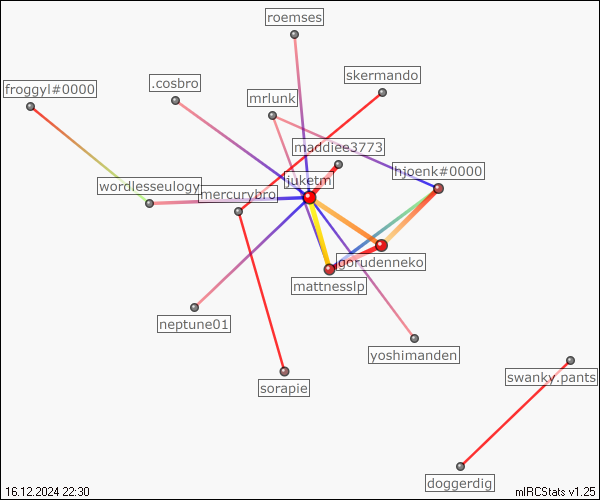 roemses
skermando
froggyl#0000
.cosbro
mrlunk
maddiee3773
hjoenk#0000
juketm
wordlesseulogy
mercurybro
gorudenneko
mattnesslp
neptune01
yoshimanden
sorapie
swanky.pants
doggerdig
16.12.2024 22:30
mIRCStats v1.25